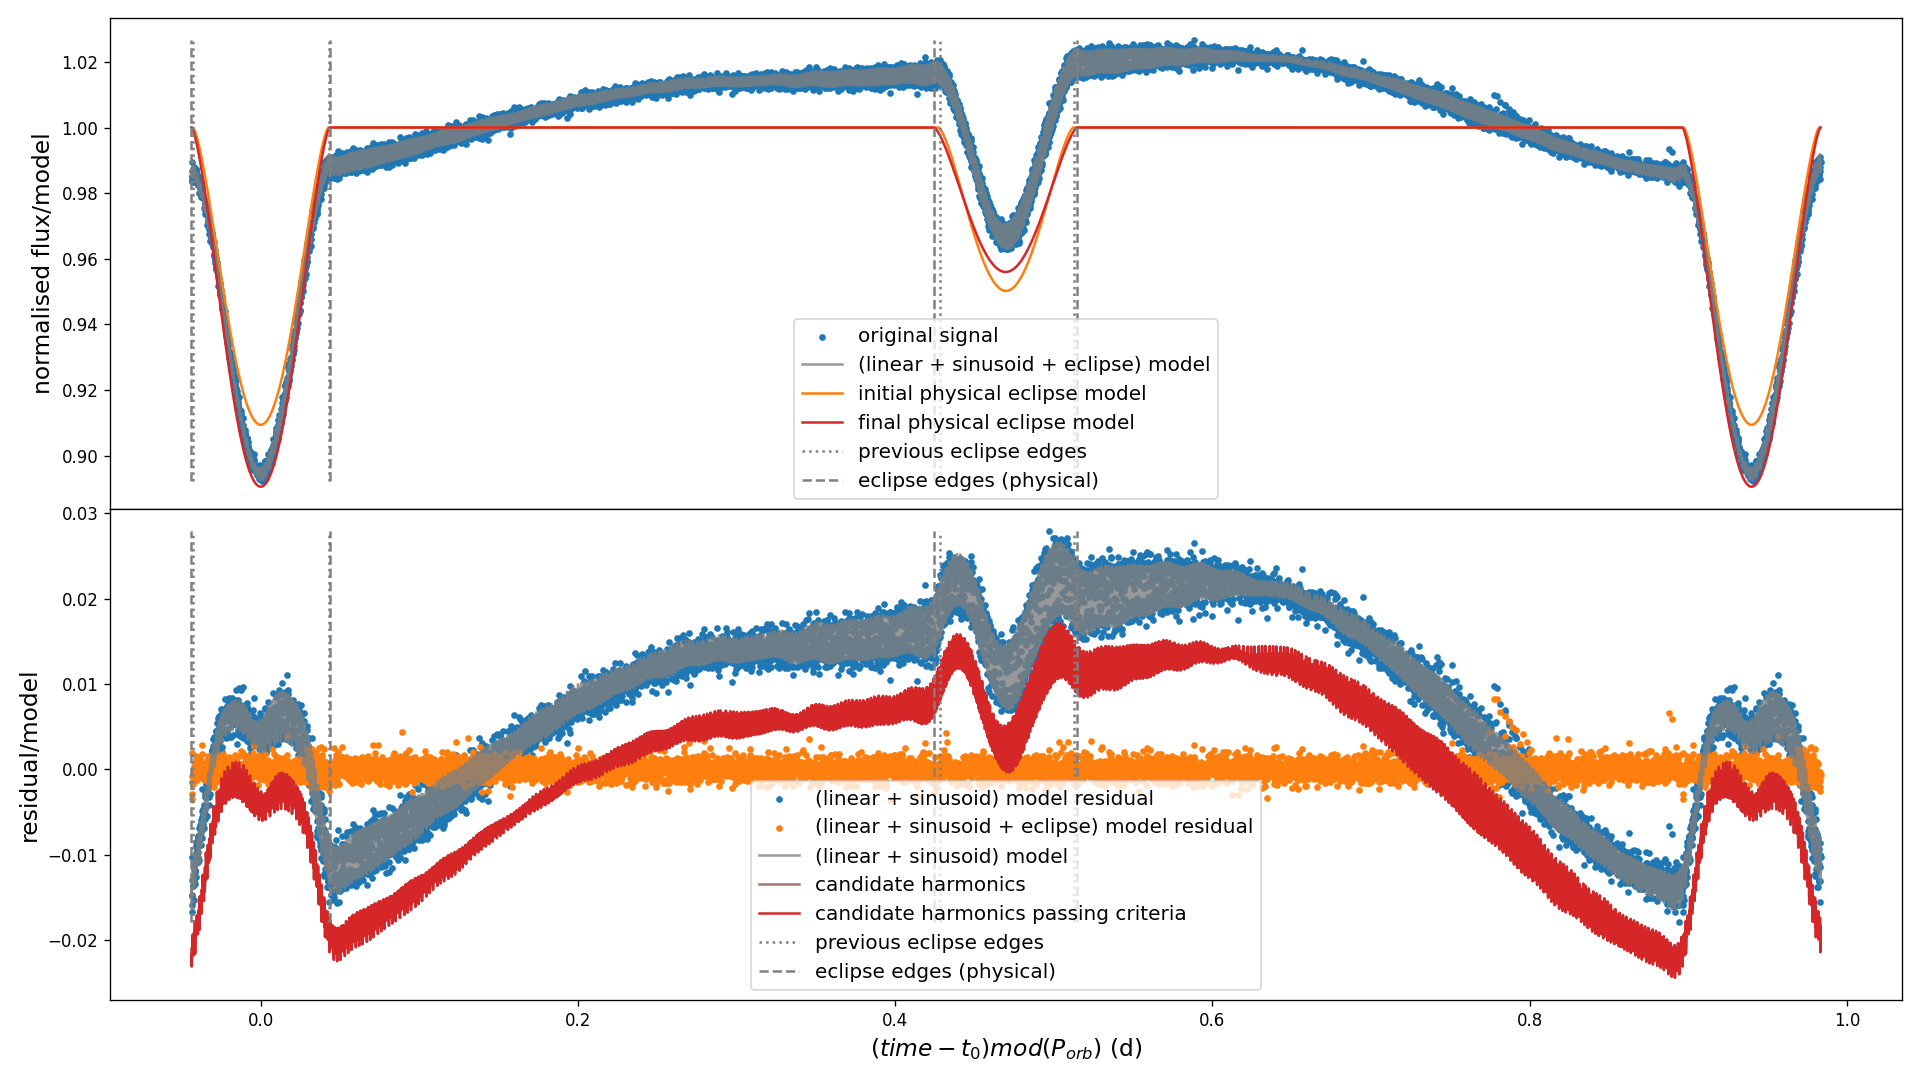 normalised flux/model
1.02
1.00
0.98
0.96
0.94
0.92
0.90
original signal
(linear + sinusoid + eclipse) model
initial physical eclipse model
final physical eclipse model
previous eclipse edges
eclipse edges (physical)
residual/model
0.03
0.02
0.01
0.00
−0.01
−0.02
(linear + sinusoid) model residual
(linear + sinusoid + eclipse) model residual
(linear + sinusoid) model
candidate harmonics
candidate harmonics passing criteria
previous eclipse edges
eclipse edges (physical)
0.0 0.2 0.4 0.6 0.8 1.0
(time − t₀)mod(Pₒᵣb) (d)